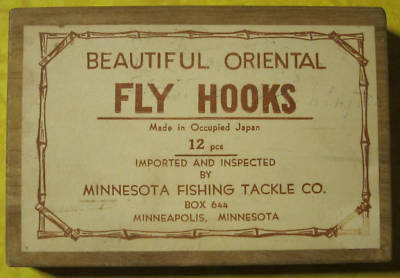 BEAUTIFUL ORIENTAL
FLY HOOKS
Made in Occupied Japan
12 pcs
IMPORTED AND INSPECTED
BY
MINNESOTA FISHING TACKLE CO.
BOX 644
MINNEAPOLIS, MINNESOTA